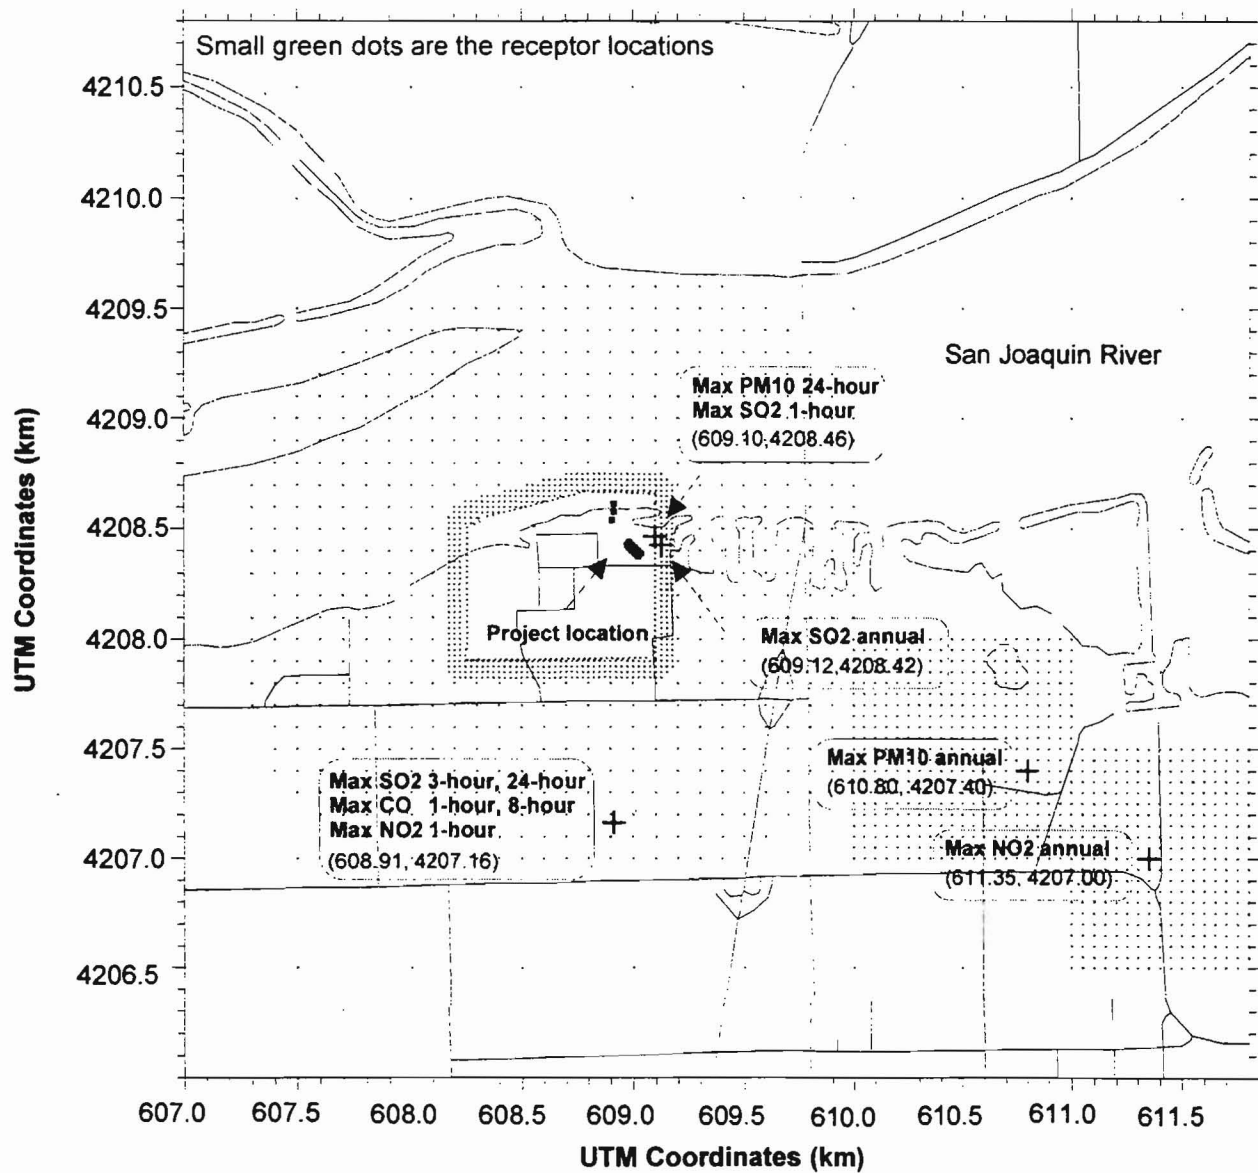 Small green dots are the receptor locations
4210.5
4210.0
4209.5
San Joaquin River
Max PM10 24-hour
Max SO2 1-hour
(609.10,4208.46)
4209.0
4208.5
4208.0
Project location
Max SO2 annual
(609.12,4208.42)
UTM Coordinates (km)
4207.5
Max PM10 annual
(610.80, 4207.40)
Max SO2 3-hour, 24-hour
Max CO 1-hour, 8-hour
Max NO2 1-hour
(608.91, 4207.16)
4207.0
Max NO2 annual
(611.35, 4207.00)
4206.5
607.0 607.5 608.0 608.5 609.0 609.5 610.0 610.5 611.0 611.5
UTM Coordinates (km)